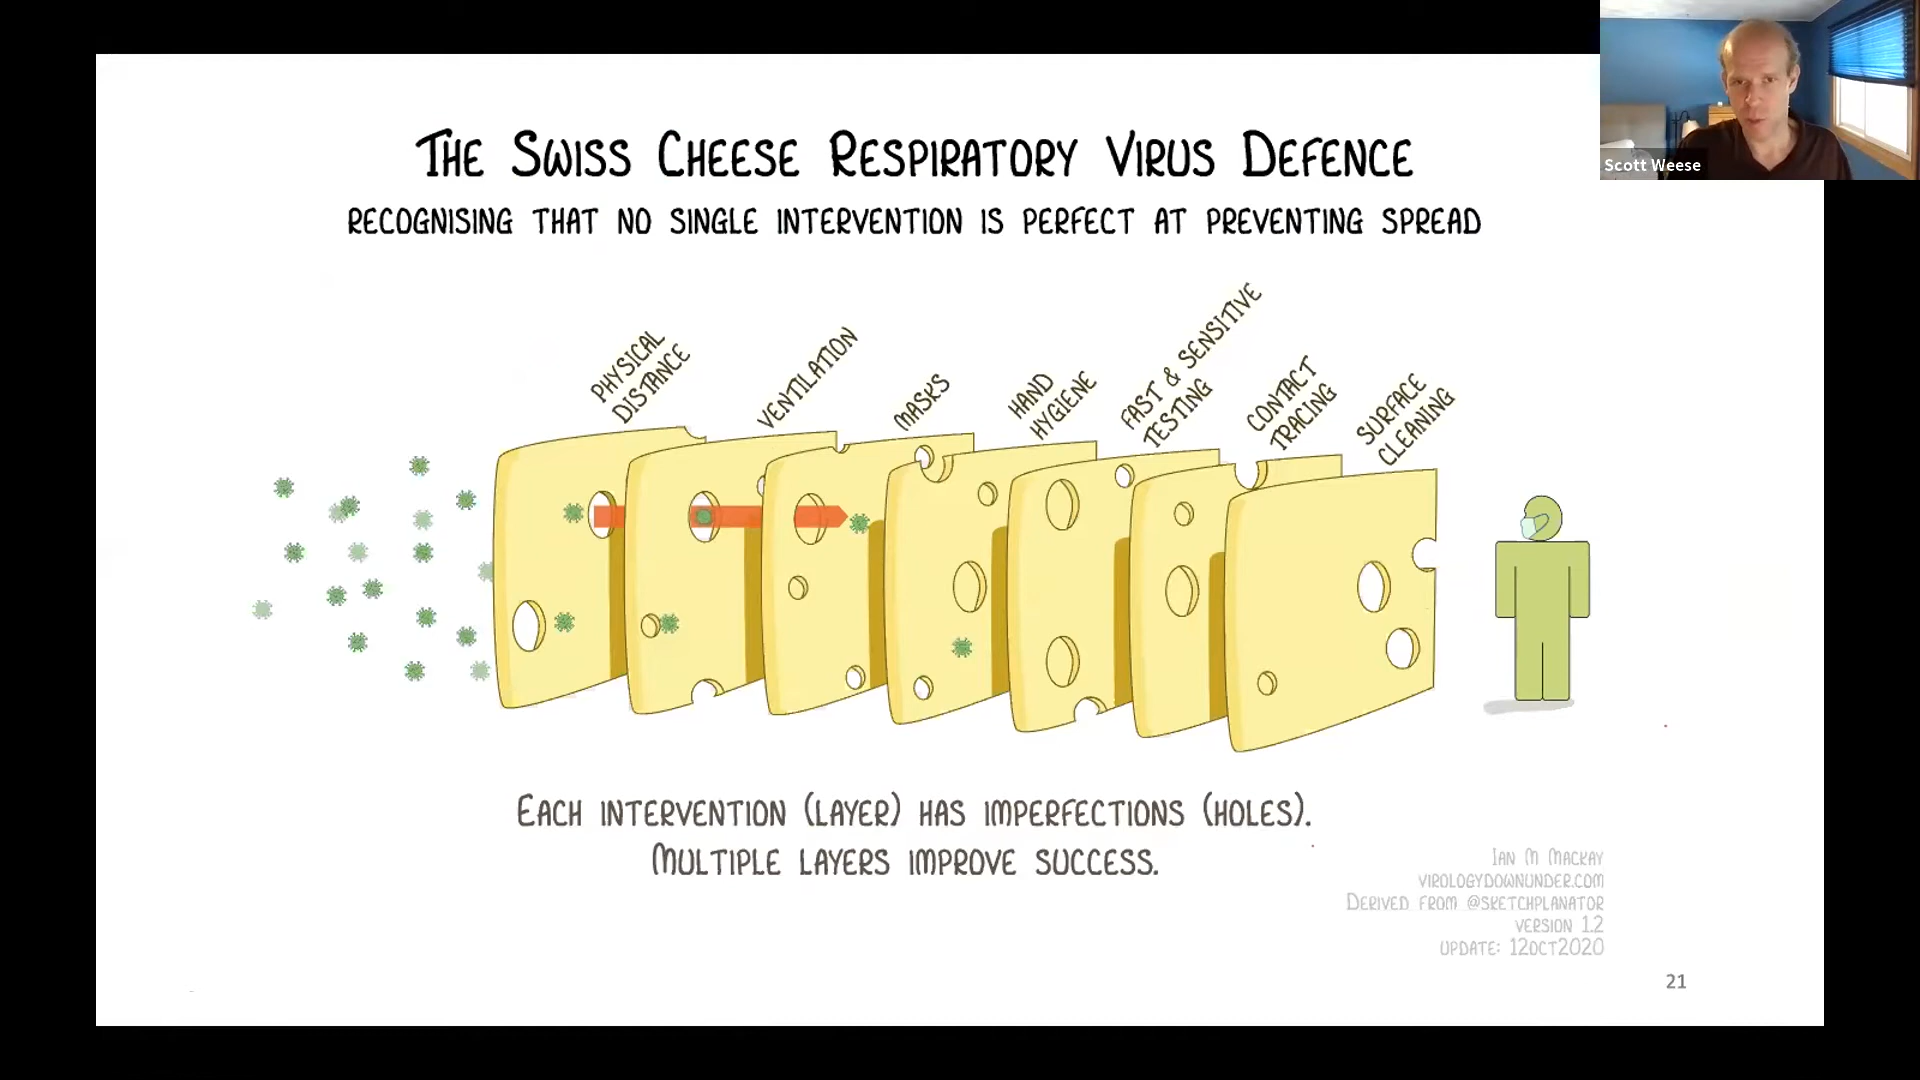 Scott Weese
The Swiss Cheese Respiratory Virus Defence
recognising that no single intervention is perfect at preventing spread
Physical
distance
Ventilation
Masks
Hand
hygiene
Fast & sensitive
testing
Contact
tracing
Surface
cleaning
Each intervention (layer) has imperfections (holes).
Multiple layers improve success.
Ian M Mackay
virologydownunder.com
Derived from @sketchplanator
version 1.2
update: 12oct2020
21